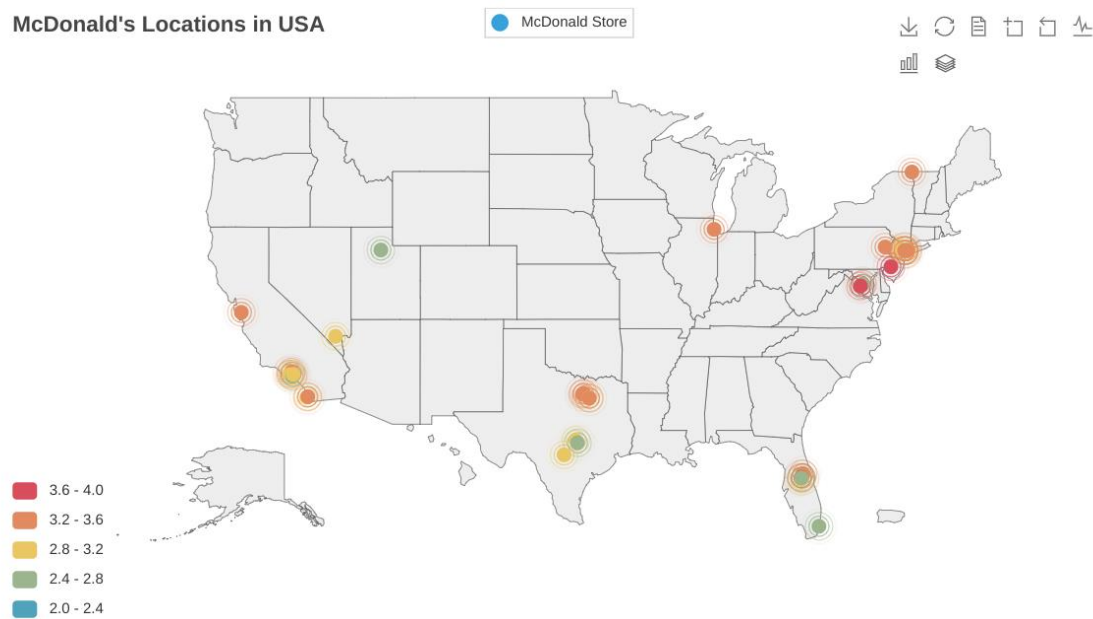 McDonald's Locations in USA
McDonald Store
3.6 - 4.0
3.2 - 3.6
2.8 - 3.2
2.4 - 2.8
2.0 - 2.4